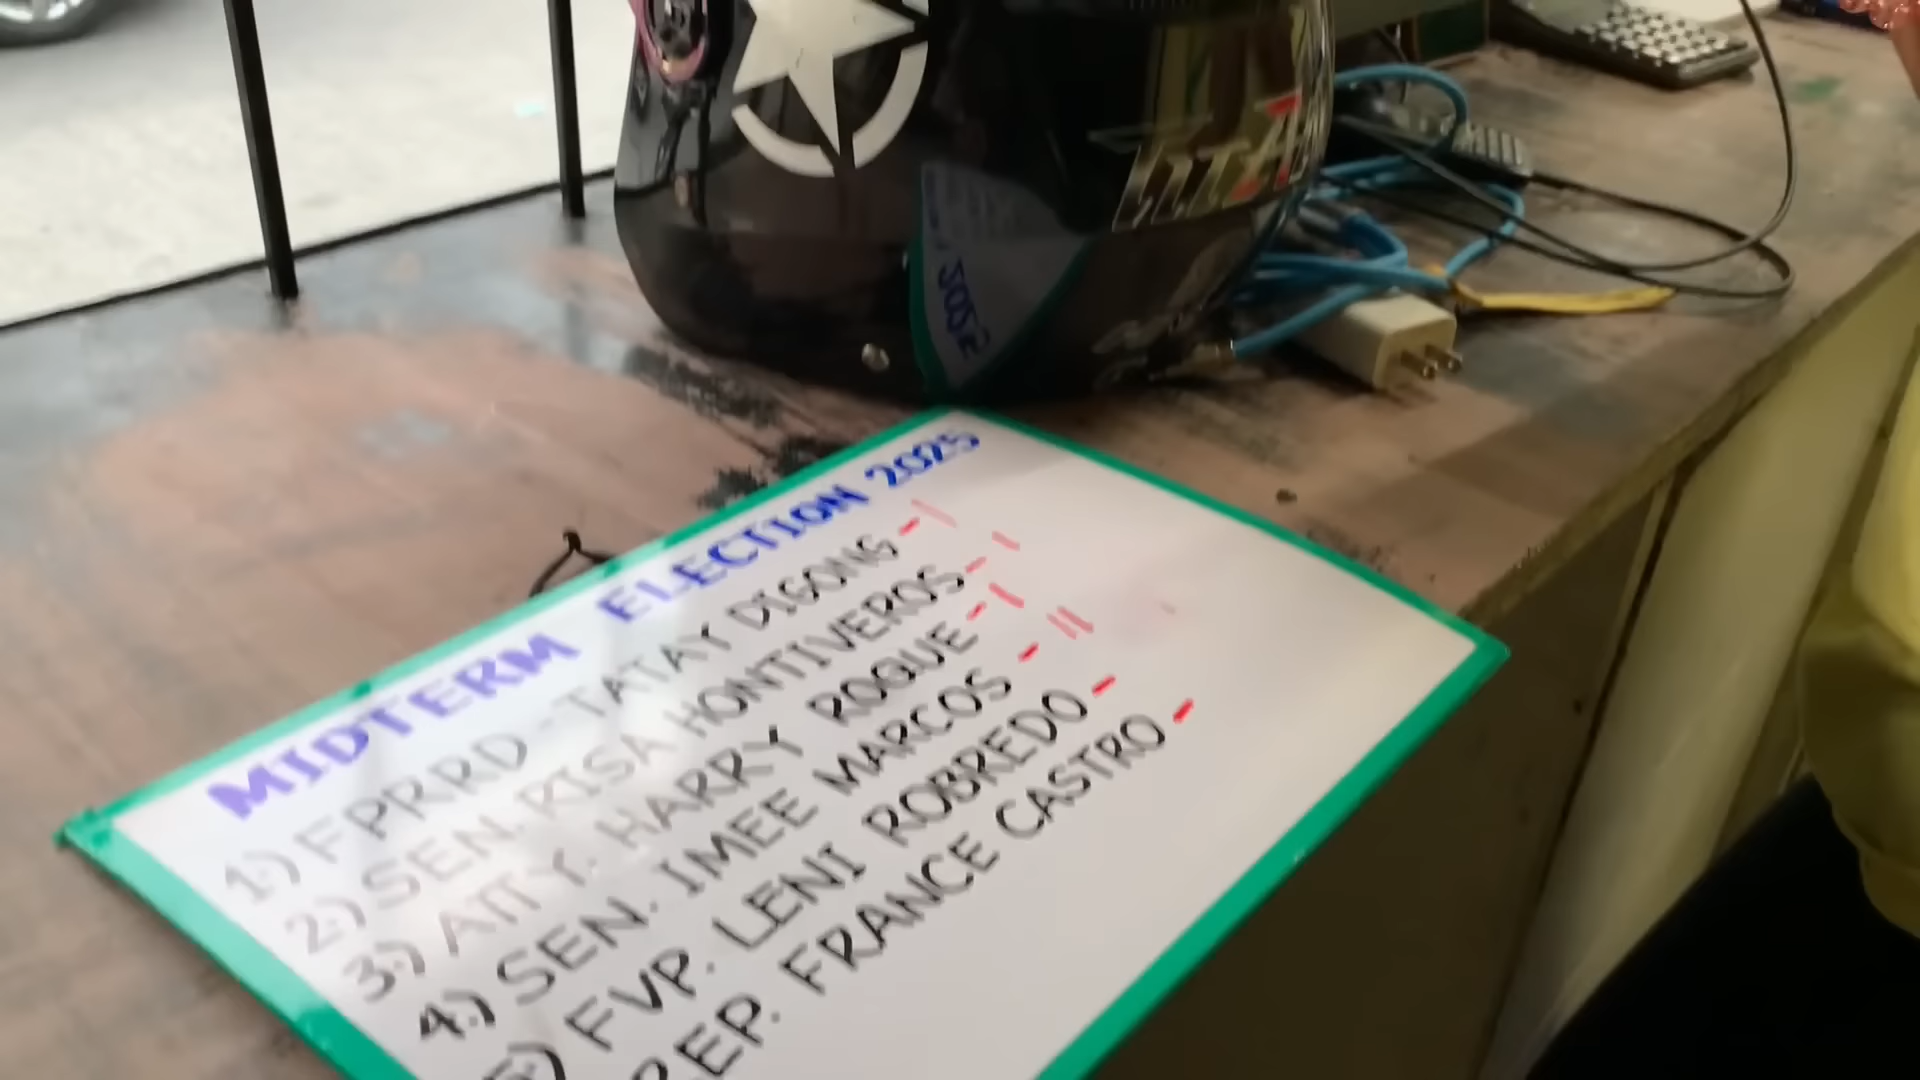 MIDTERM ELECTION 2025
1.) FPRRD - TATAY DIGONG - |
2.) SEN. RISA HONTIVEROS - |
3.) ATTY. HARRY ROQUE - |
4.) SEN. IMEE MARCOS - ||
5.) FVP. LENI ROBREDO -
REP. FRANCE CASTRO -